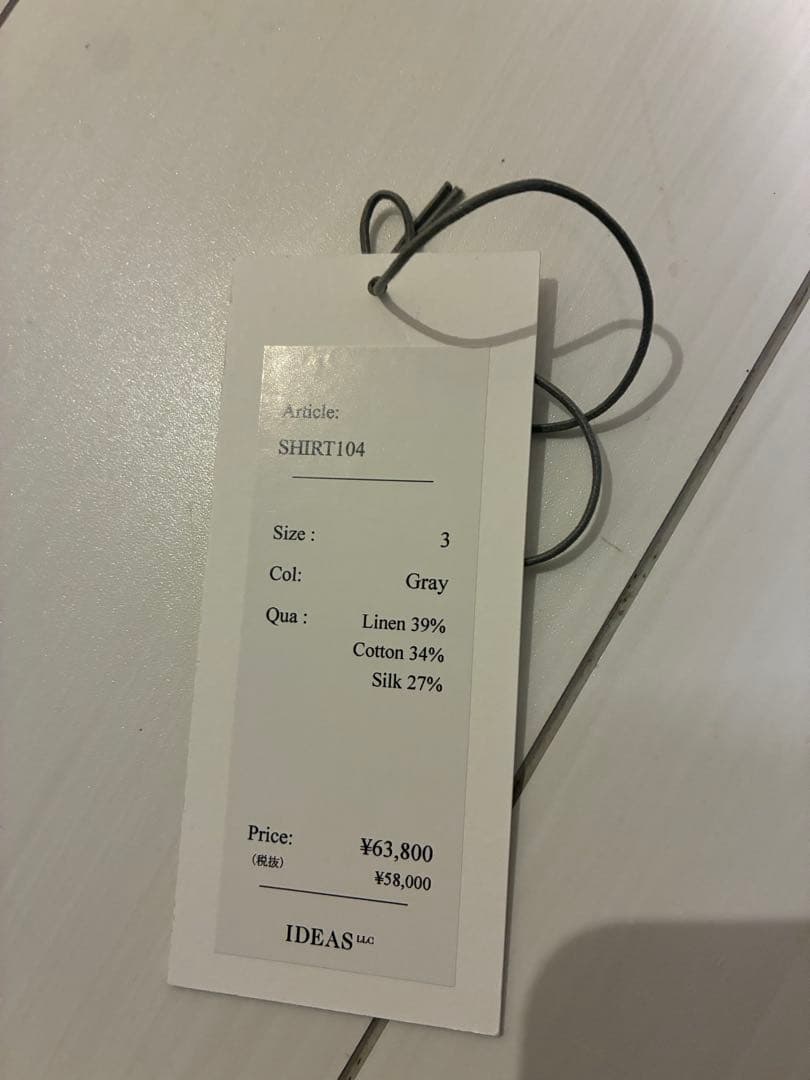 Article:
SHIRT104
Size : 3
Col: Gray
Qua : Linen 39%
Cotton 34%
Silk 27%
Price: ¥63,800
(税抜) ¥58,000
IDEAS LLC